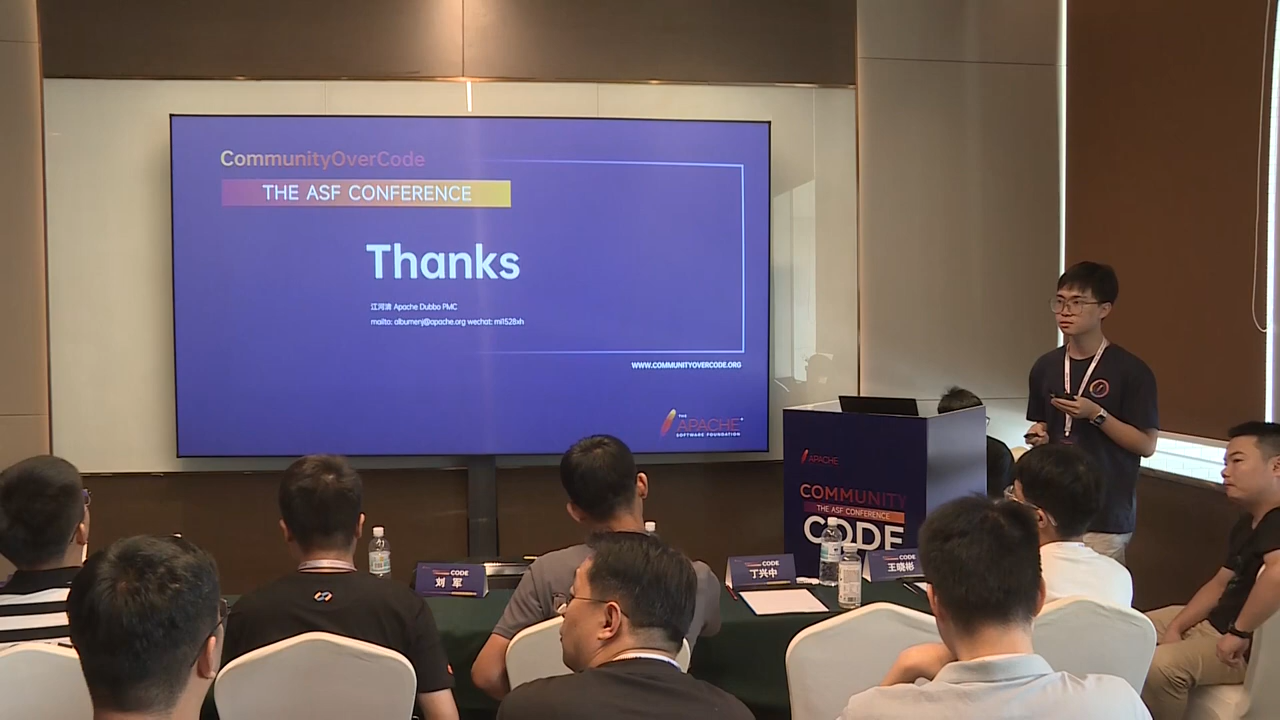 CommunityOverCode
THE ASF CONFERENCE
Thanks
江河清 Apache Dubbo PMC
mailto: albumenj@apache.org wechat: ml1528xh
WWW.COMMUNITYOVERCODE.ORG
THE
APACHE
SOFTWARE FOUNDATION
APACHE
COMMUNITY
THE ASF CONFERENCE
CODE
CODE
刘 军
CODE
丁兴中
CODE
王晓彬